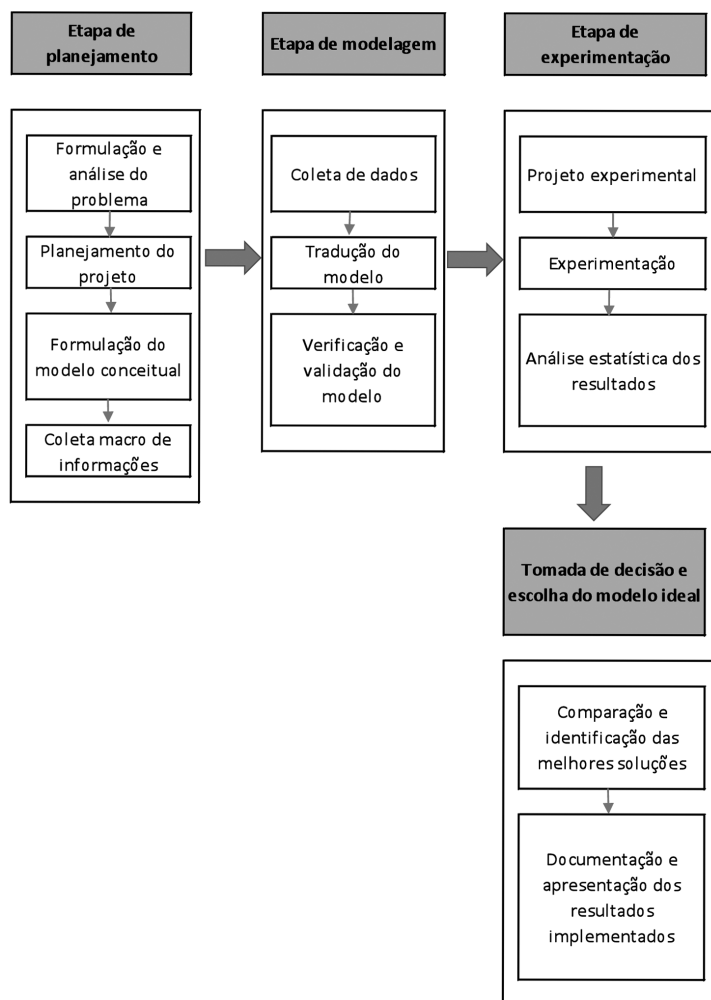 Etapa de
planejamento
Formulação e
análise do
problema
Planejamento do
projeto
Formulação do
modelo conceitual
Coleta macro de
informações
Etapa de modelagem
Coleta de dados
Tradução do
modelo
Verificação e
validação do
modelo
Etapa de
experimentação
Projeto experimental
Experimentação
Análise estatística dos
resultados
Tomada de decisão e
escolha do modelo ideal
Comparação e
identificação das
melhores soluções
Documentação e
apresentação dos
resultados
implementados